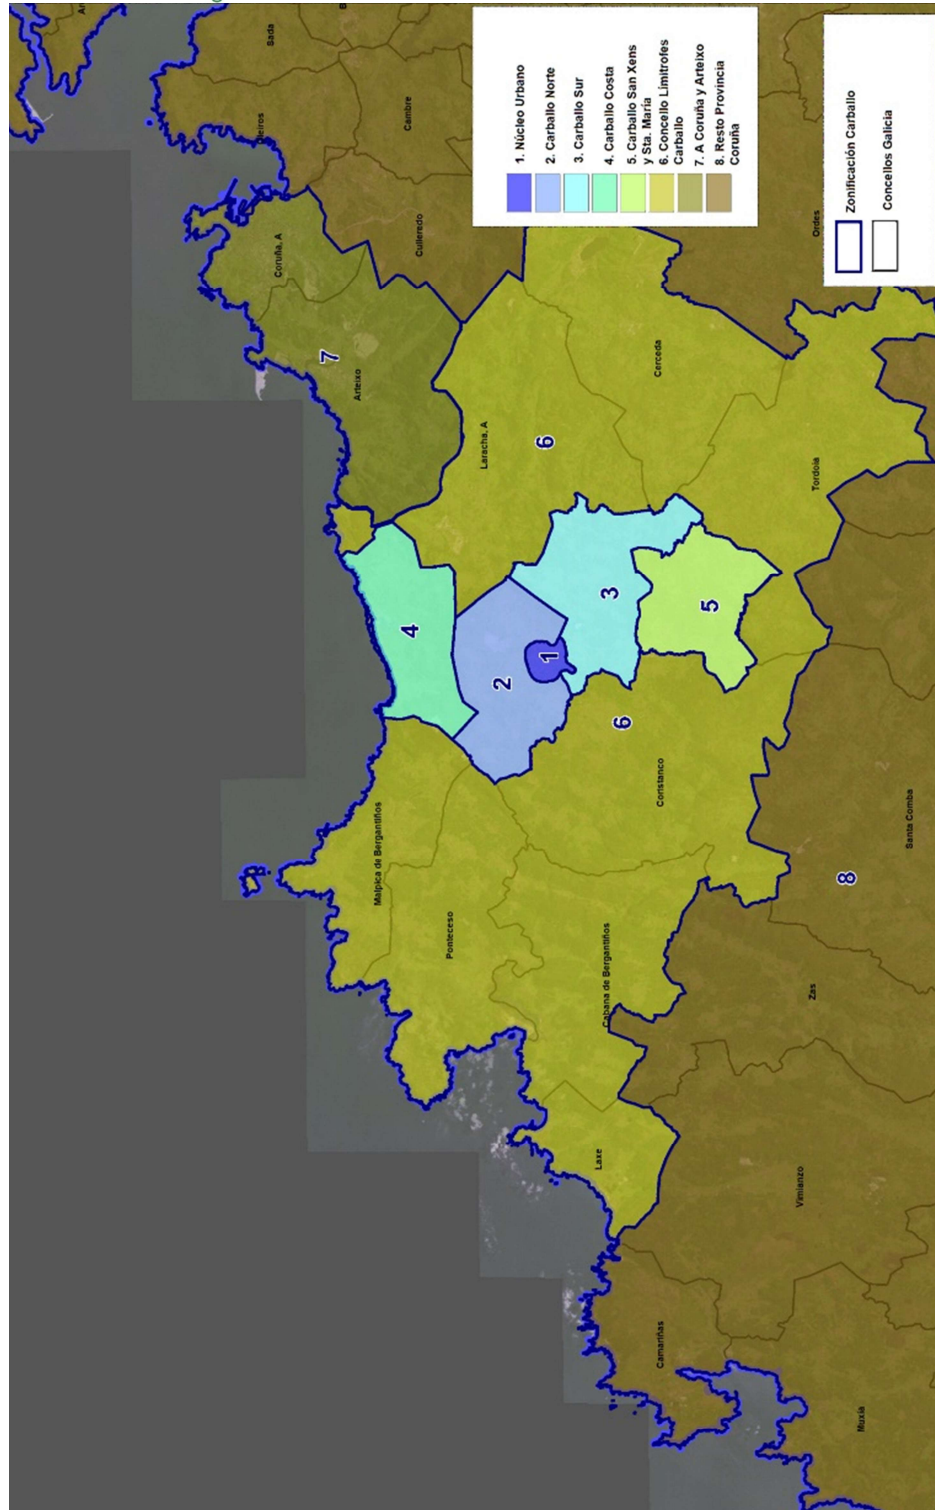 Sada
Cambre
Coruña, A
Culleredo
7
Arteixo
Laracha, A
6
Cerceda
Ordes
Tordoia
4
2
1
3
5
6
Malpica de Bergantiños
Ponteceso
Coristanco
Cabana de Bergantiños
8
Santa Comba
Zas
Laxe
Vimianzo
Camariñas
Muxía
1. Núcleo Urbano
2. Carballo Norte
3. Carballo Sur
4. Carballo Costa
5. Carballo San Xens
y Sta. María
6. Concello Limitrofes
Carballo
7. A Coruña y Arteixo
8. Resto Provincia
Coruña
Zonificación Carballo
Concellos Galicia